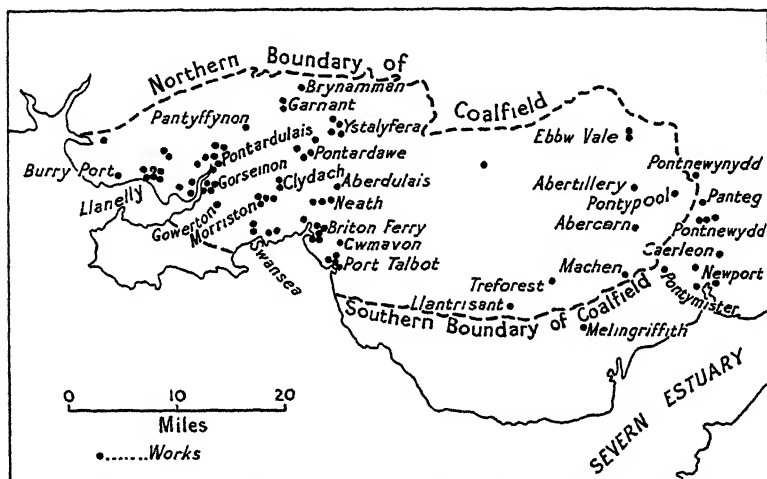 Northern Boundary of
Coalfield
Brynamman
Garnant
Pantyffynon
Ystalyfera
Ebbw Vale
Pontardulais
Pontardawe
Pontnewynydd
Burry Port
Gorseinon
Clydach
Aberdulais
Abertillery
Panteg
Llanelly
Neath
Pontypool
Gowerton
Morriston
Briton Ferry
Abercarn
Pontnewydd
Cwmavon
Caerleon
Swansea
Port Talbot
Machen
Newport
Treforest
Pontymister
Llantrisant
Southern Boundary of Coalfield
Melingriffith
SEVERN ESTUARY
0 10 20
Miles
●.......Works